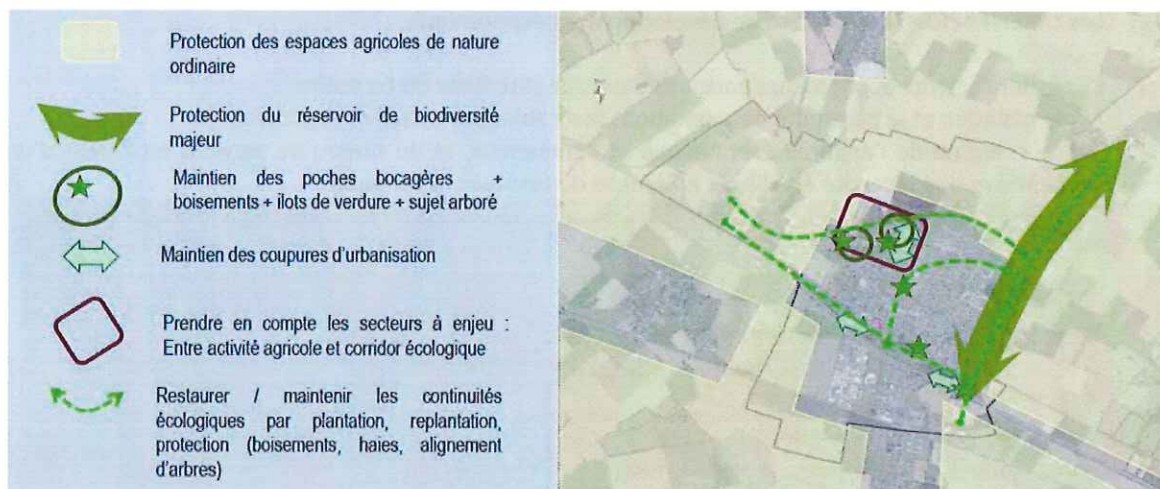 Protection des espaces agricoles de nature
ordinaire
Protection du réservoir de biodiversité
majeur
Maintien des poches bocagères +
boisements + ilots de verdure + sujet arboré
Maintien des coupures d'urbanisation
Prendre en compte les secteurs à enjeu :
Entre activité agricole et corridor écologique
Restaurer / maintenir les continuités
écologiques par plantation, replantation,
protection (boisements, haies, alignement
d'arbres)